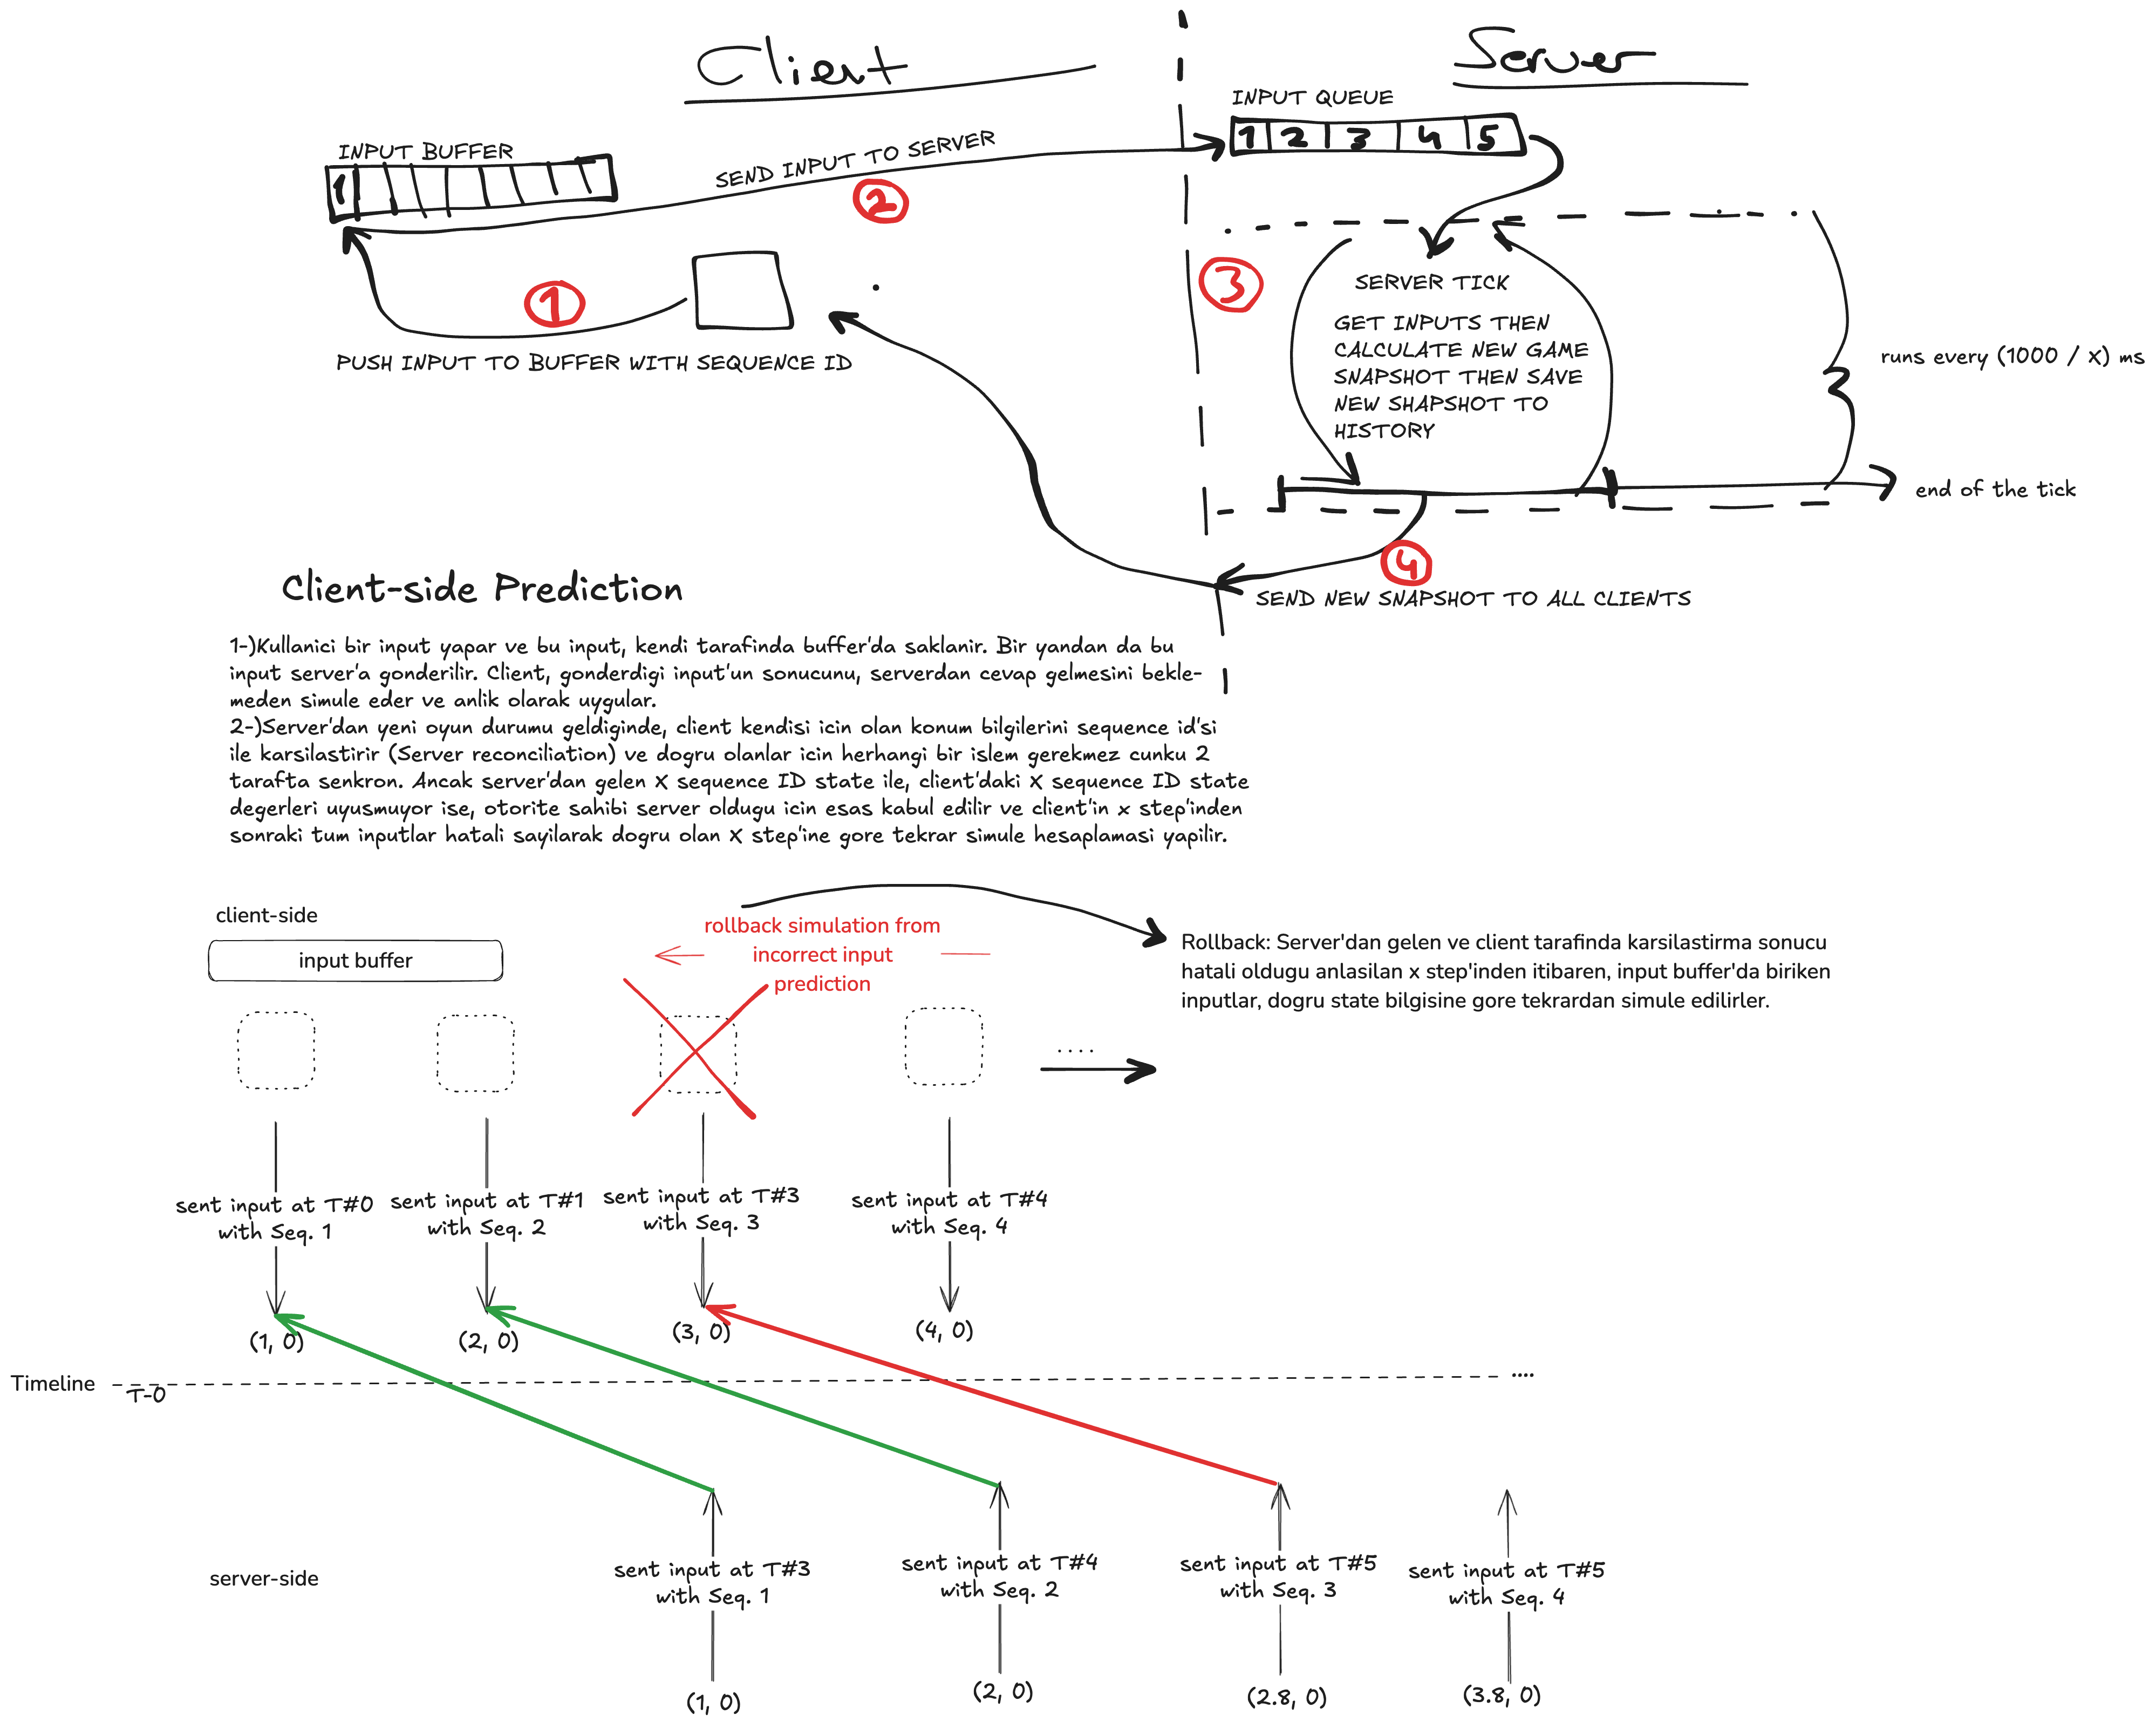 Client
Server
INPUT QUEUE
1 2 3 4 5
INPUT BUFFER
1
SEND INPUT TO SERVER
2
1
PUSH INPUT TO BUFFER WITH SEQUENCE ID
3
SERVER TICK
GET INPUTS THEN
CALCULATE NEW GAME
SNAPSHOT THEN SAVE
NEW SHAPSHOT TO
HISTORY
runs every (1000 / x) ms
end of the tick
4
SEND NEW SNAPSHOT TO ALL CLIENTS
Client-side Prediction
1-)Kullanici bir input yapar ve bu input, kendi tarafinda buffer'da saklanir. Bir yandan da bu
input server'a gonderilir. Client, gonderdigi input'un sonucunu, serverdan cevap gelmesini bekle-
meden simule eder ve anlik olarak uygular.
2-)Server'dan yeni oyun durumu geldiginde, client kendisi icin olan konum bilgilerini sequence id'si
ile karsilastirir (Server reconciliation) ve dogru olanlar icin herhangi bir islem gerekmez cunku 2
tarafta senkron. Ancak server'dan gelen X sequence ID state ile, client'daki X sequence ID state
degerleri uyusmuyor ise, otorite sahibi server oldugu icin esas kabul edilir ve client'in x step'inden
sonraki tum inputlar hatali sayilarak dogru olan X step'ine gore tekrar simule hesaplamasi yapilir.
client-side
input buffer
rollback simulation from
incorrect input
prediction
Rollback: Server'dan gelen ve client tarafinda karsilastirma sonucu
hatali oldugu anlasilan x step'inden itibaren, input buffer'da biriken
inputlar, dogru state bilgisine gore tekrardan simule edilirler.
....
sent input at T#0
with Seq. 1
sent input at T#1
with Seq. 2
sent input at T#3
with Seq. 3
sent input at T#4
with Seq. 4
(1, 0)
(2, 0)
(3, 0)
(4, 0)
Timeline
T-0
....
server-side
sent input at T#3
with Seq. 1
sent input at T#4
with Seq. 2
sent input at T#5
with Seq. 3
sent input at T#5
with Seq. 4
(1, 0)
(2, 0)
(2.8, 0)
(3.8, 0)